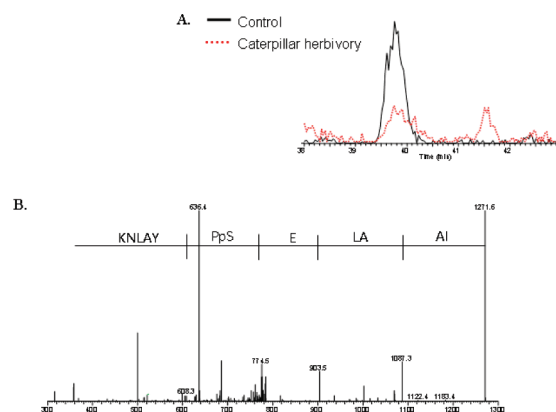 A.
Control
Caterpillar herbivory
38 39 40 41 42
Time (min)
B.
636.4 1271.6
KNLAY PpS E LA AI
774.5
608.3 903.5 1087.3
1122.4 1183.4
300 400 500 600 700 800 900 1000 1100 1200 1300